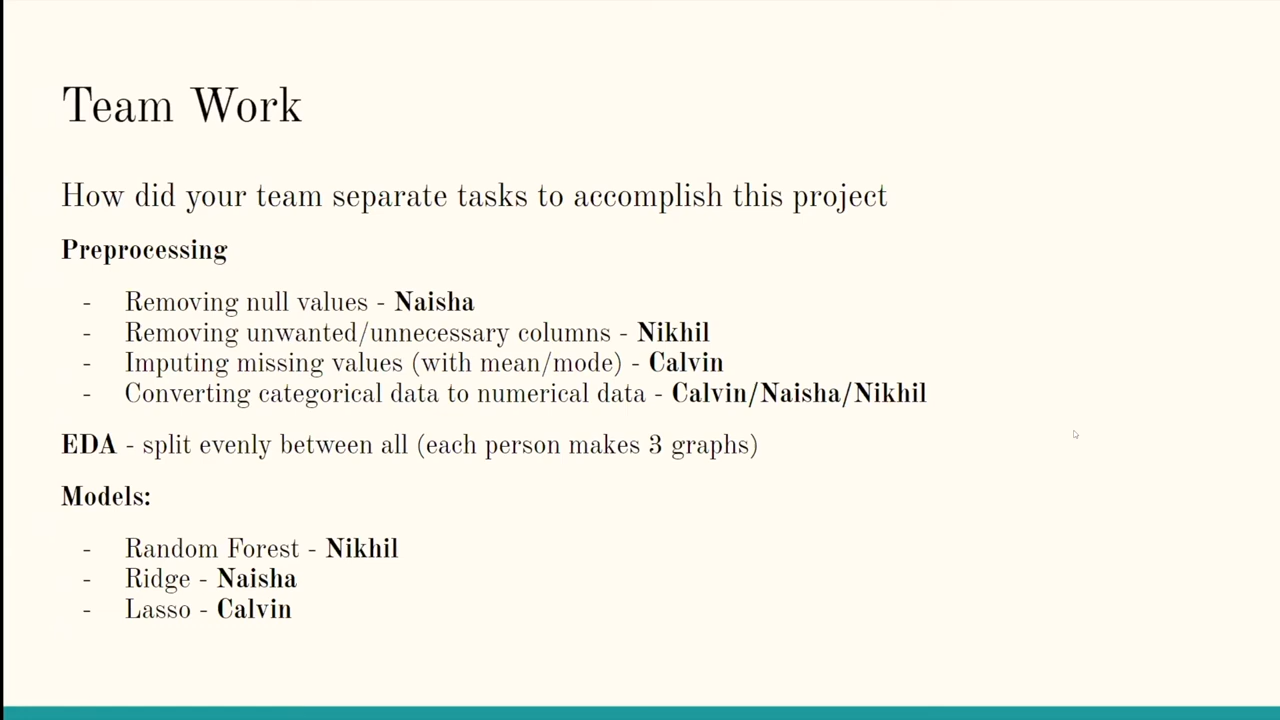 Team Work
How did your team separate tasks to accomplish this project
Preprocessing
- Removing null values - Naisha
- Removing unwanted/unnecessary columns - Nikhil
- Imputing missing values (with mean/mode) - Calvin
- Converting categorical data to numerical data - Calvin/Naisha/Nikhil
EDA - split evenly between all (each person makes 3 graphs)
Models:
- Random Forest - Nikhil
- Ridge - Naisha
- Lasso - Calvin